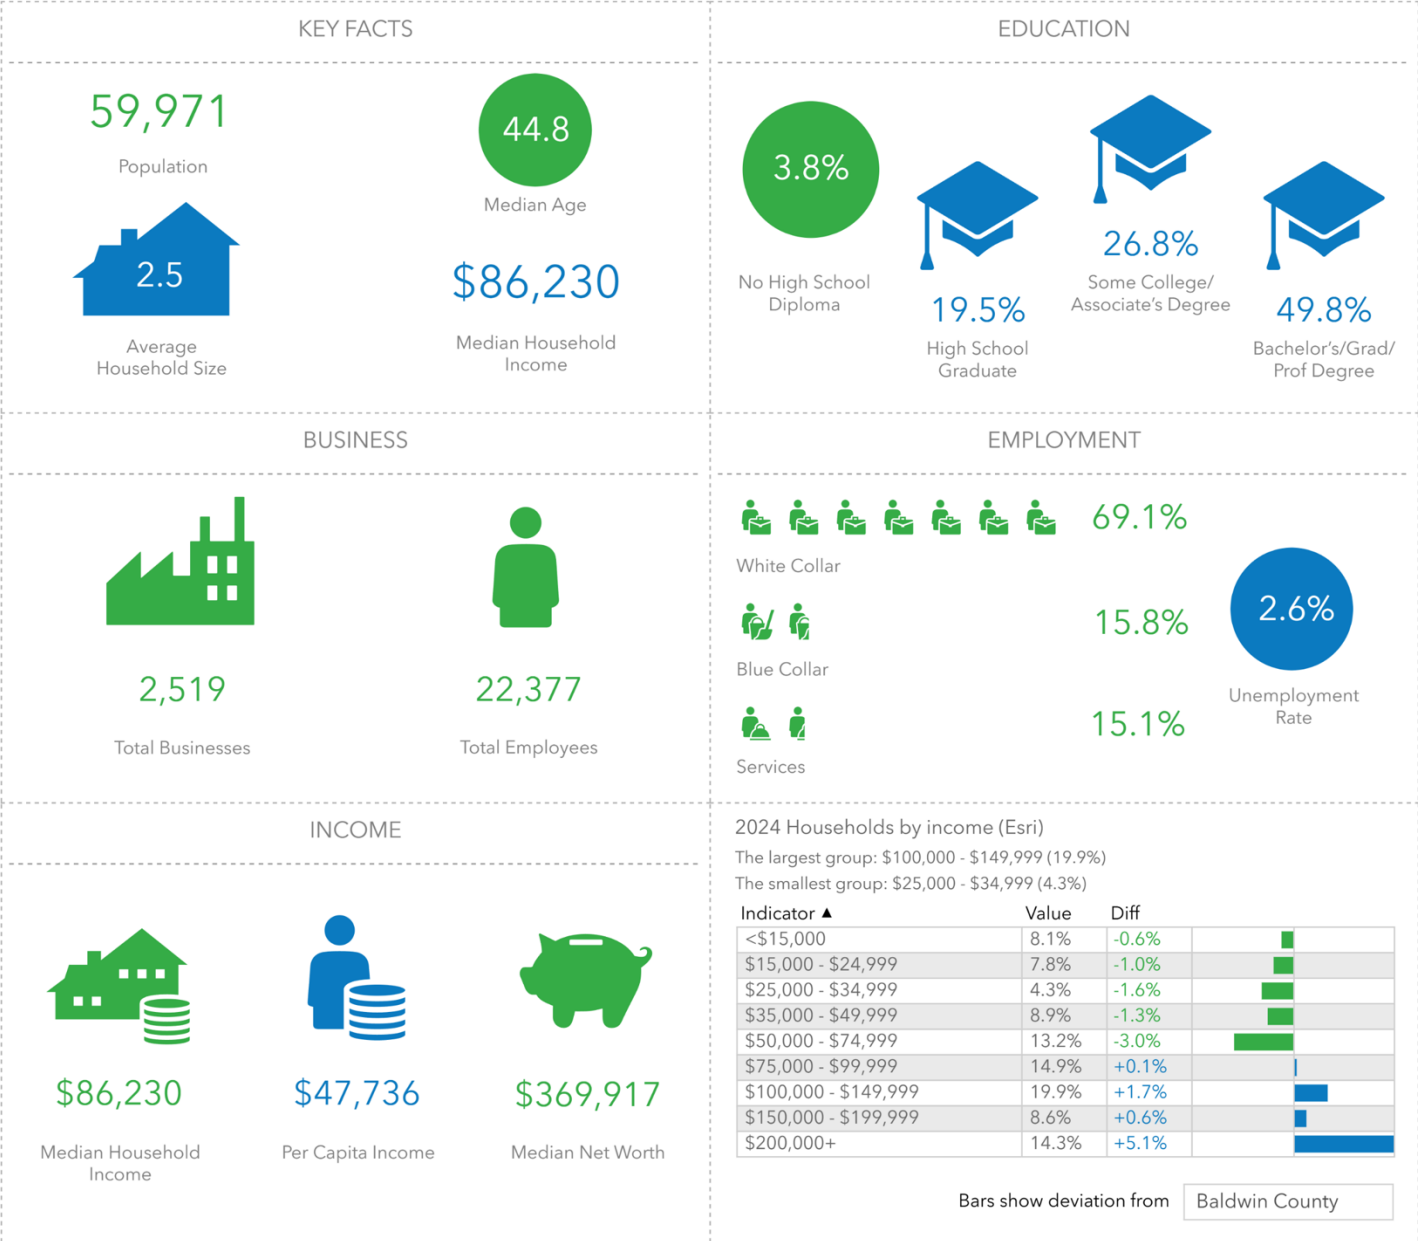 KEY FACTS
59,971
Population
44.8
Median Age
2.5
Average
Household Size
$86,230
Median Household
Income
EDUCATION
3.8%
No High School
Diploma
19.5%
High School
Graduate
26.8%
Some College/
Associate's Degree
49.8%
Bachelor's/Grad/
Prof Degree
BUSINESS
2,519
Total Businesses
22,377
Total Employees
EMPLOYMENT
69.1%
White Collar
15.8%
Blue Collar
15.1%
Services
2.6%
Unemployment
Rate
INCOME
$86,230
Median Household
Income
$47,736
Per Capita Income
$369,917
Median Net Worth
2024 Households by income (Esri)
The largest group: $100,000 - $149,999 (19.9%)
The smallest group: $25,000 - $34,999 (4.3%)
Indicator ▲ Value Diff
<$15,000 8.1% -0.6%
$15,000 - $24,999 7.8% -1.0%
$25,000 - $34,999 4.3% -1.6%
$35,000 - $49,999 8.9% -1.3%
$50,000 - $74,999 13.2% -3.0%
$75,000 - $99,999 14.9% +0.1%
$100,000 - $149,999 19.9% +1.7%
$150,000 - $199,999 8.6% +0.6%
$200,000+ 14.3% +5.1%
Bars show deviation from Baldwin County